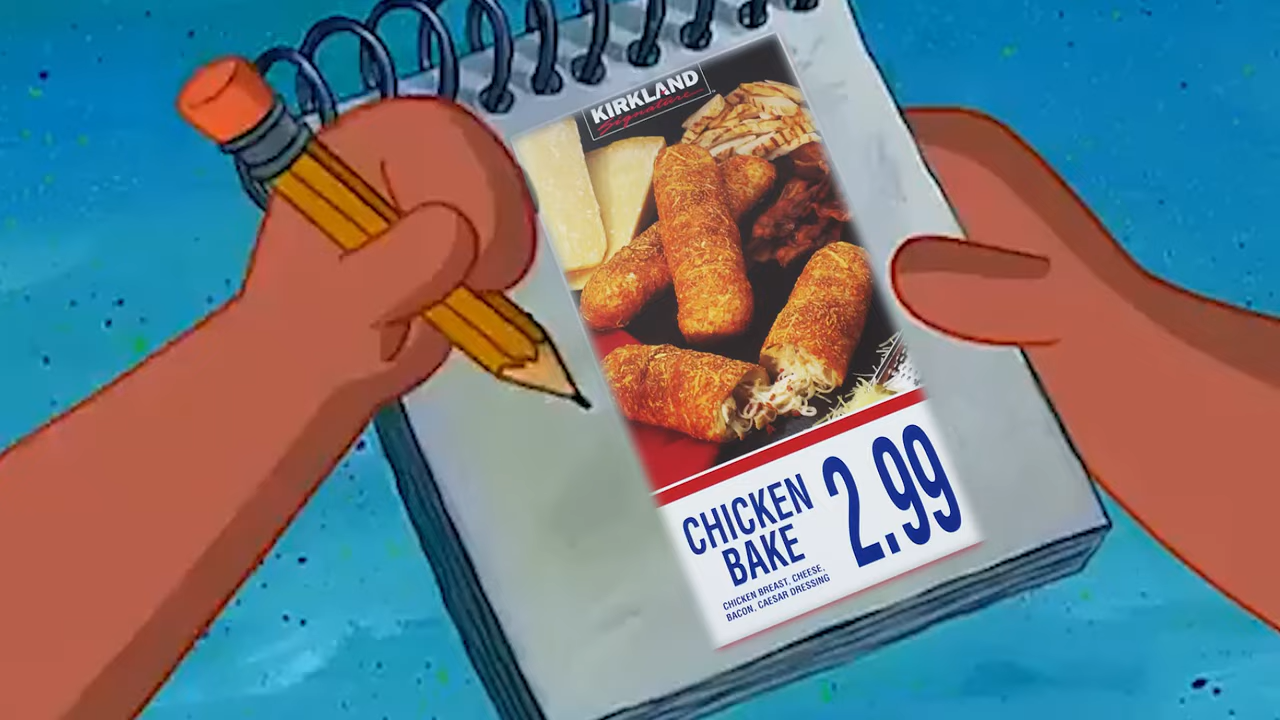 KIRKLAND
Signature
CHICKEN
BAKE
2.99
CHICKEN BREAST, CHEESE,
BACON, CAESAR DRESSING